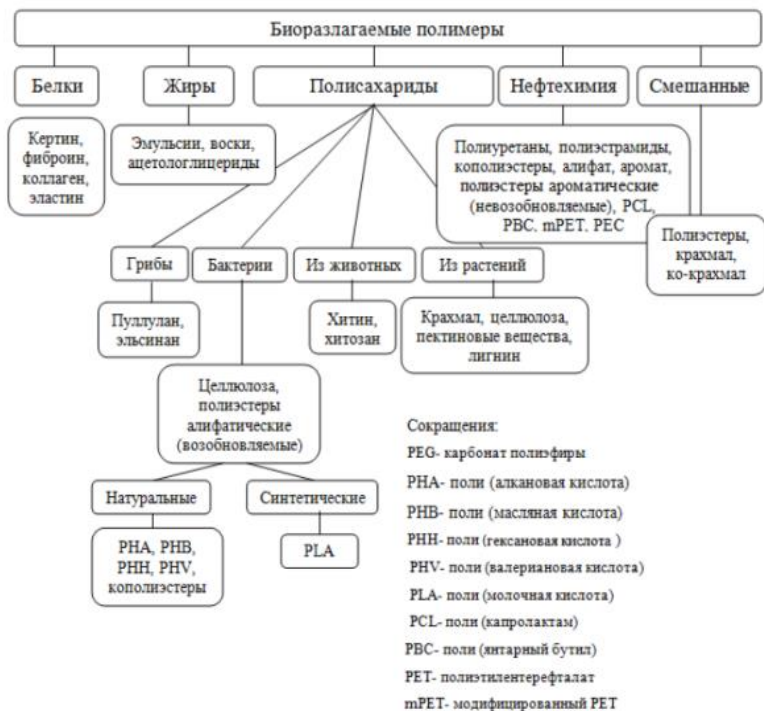 Биоразлагаемые полимеры
Белки
Жиры
Полисахариды
Нефтехимия
Смешанные
Кертин,
фиброин,
коллаген,
эластин
Эмульсии, воски,
ацетологлицериды
Полиуретаны, полиэстрамиды,
кополиэстеры, алифат, аромат,
полиэстеры ароматические
(невозобновляемые), PCL,
PBC, mPET, PEC
Полиэстеры,
крахмал,
ко-крахмал
Грибы
Бактерии
Из животных
Из растений
Пуллулан,
эльсинан
Хитин,
хитозан
Крахмал, целлюлоза,
пектиновые вещества,
лигнин
Целлюлоза,
полиэстеры
алифатические
(возобновляемые)
Натуральные
Синтетические
PHA, PHB,
PHH, PHV,
кополиэстеры
PLA
Сокращения:
PEG- карбонат полиэфиры
PHA- поли (алкановая кислота)
PHB- поли (масляная кислота)
PHH- поли (гексановая кислота )
PHV- поли (валериановая кислота)
PLA- поли (молочная кислота)
PCL- поли (капролактам)
PBC- поли (янтарный бутил)
PET- полиэтилентерефталат
mPET- модифицированный PET